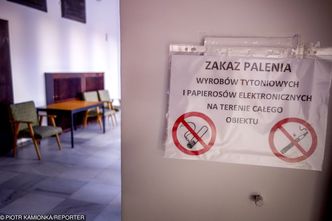 ZAKAZ PALENIA
WYROBÓW TYTONIOWYCH
I PAPIEROSÓW ELEKTRONICZNYCH
NA TERENIE CAŁEGO
OBIEKTU
© PIOTR KAMIONKA/REPORTER